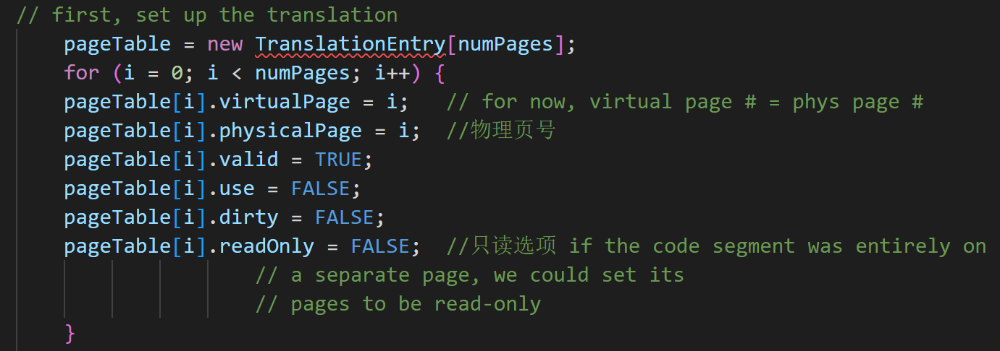 // first, set up the translation
pageTable = new TranslationEntry[numPages];
for (i = 0; i < numPages; i++) {
pageTable[i].virtualPage = i;   // for now, virtual page # = phys page #
pageTable[i].physicalPage = i;  //物理页号
pageTable[i].valid = TRUE;
pageTable[i].use = FALSE;
pageTable[i].dirty = FALSE;
pageTable[i].readOnly = FALSE;  //只读选项 if the code segment was entirely on
// a separate page, we could set its
// pages to be read-only
}